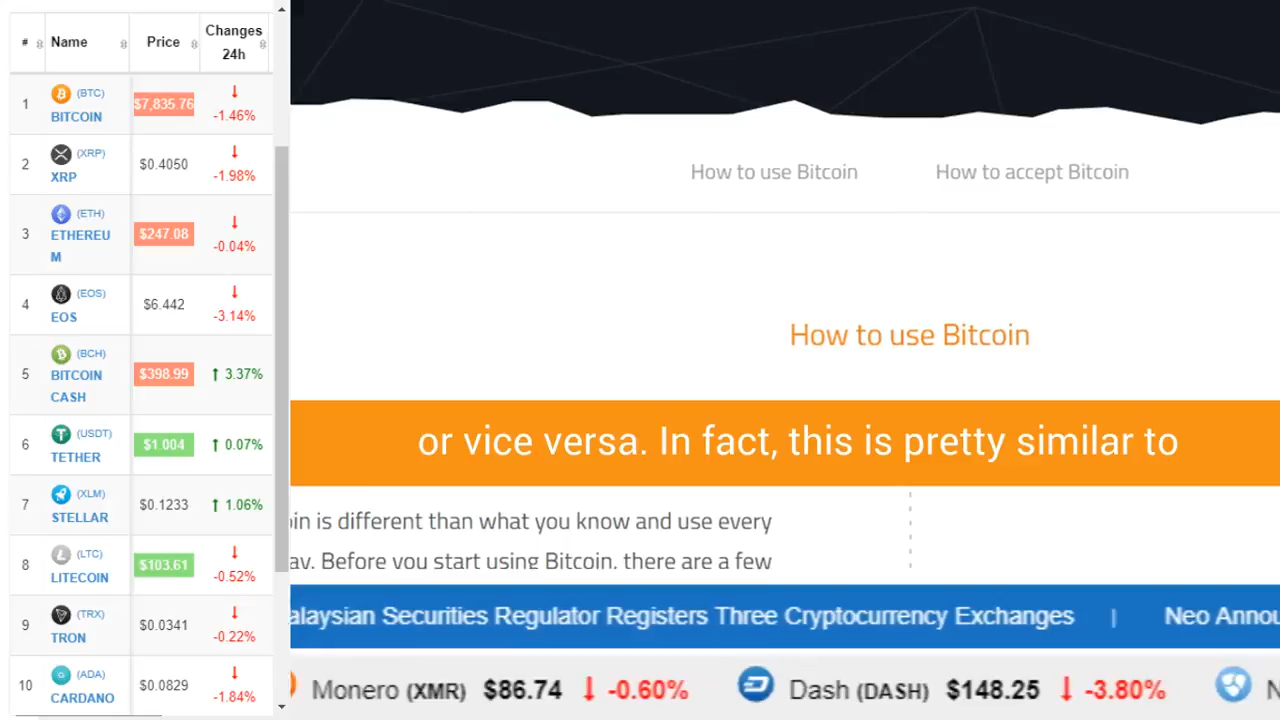 # Name Price Changes
24h
1 (BTC) $7,835.76
BITCOIN -1.46%
2 (XRP) $0.4050
XRP -1.98%
3 (ETH) $247.08
ETHEREU -0.04%
M
4 (EOS) $6.442
EOS -3.14%
5 (BCH) $398.99 3.37%
BITCOIN
CASH
6 (USDT) $1.004 0.07%
TETHER
7 (XLM) $0.1233 1.06%
STELLAR
8 (LTC) $103.61
LITECOIN -0.52%
9 (TRX) $0.0341
TRON -0.22%
10 (ADA) $0.0829
CARDANO -1.84%
How to use Bitcoin How to accept Bitcoin
How to use Bitcoin
or vice versa. In fact, this is pretty similar to
in is different than what you know and use every
ay. Before you start using Bitcoin, there are a few
alaysian Securities Regulator Registers Three Cryptocurrency Exchanges | Neo Annou
Monero (XMR) $86.74 -0.60% Dash (DASH) $148.25 -3.80% N